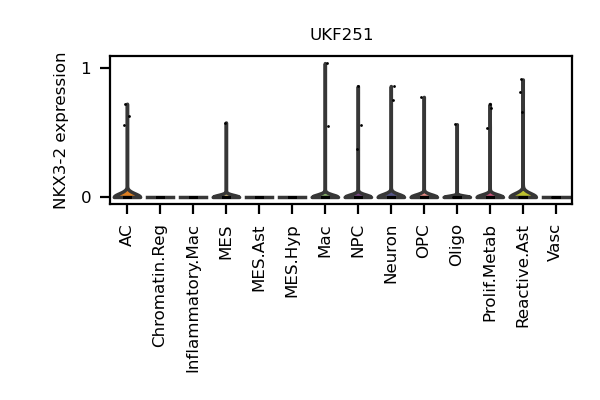 UKF251
NKX3-2 expression
1
0
AC
Chromatin.Reg
Inflammatory.Mac
MES
MES.Ast
MES.Hyp
Mac
NPC
Neuron
OPC
Oligo
Prolif.Metab
Reactive.Ast
Vasc